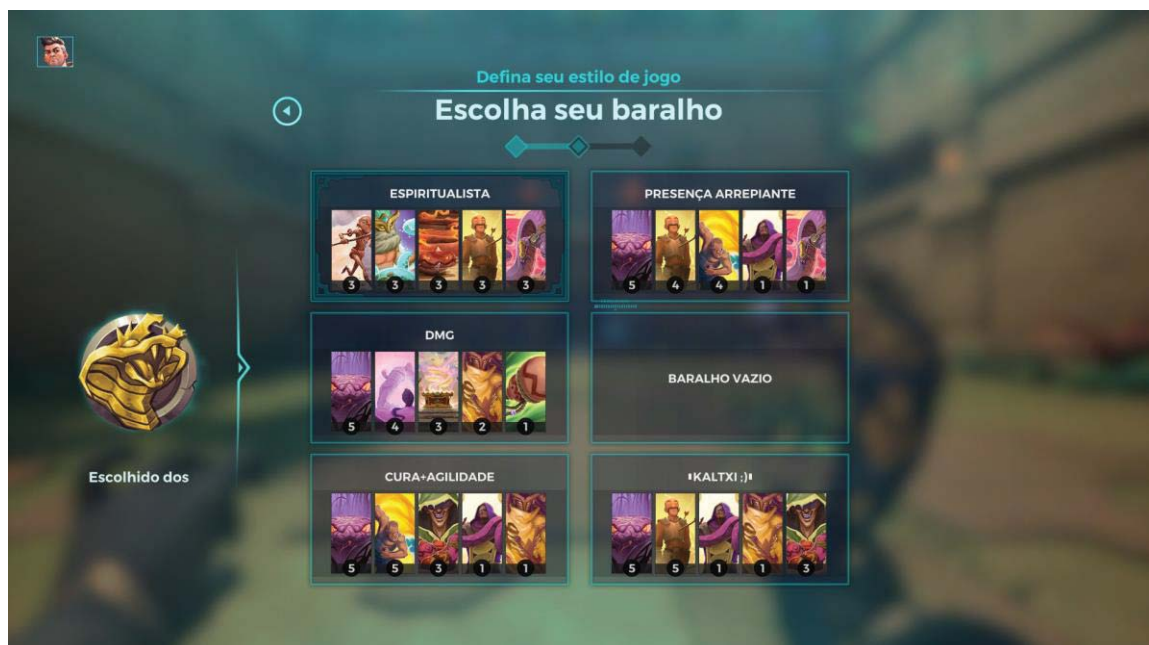 Defina seu estilo de jogo
Escolha seu baralho
ESPIRITUALISTA
3 3 3 3 3
PRESENÇA ARREPIANTE
5 4 4 1 1
DMG
5 4 3 2 1
BARALHO VAZIO
Escolhido dos
CURA+AGILIDADE
5 5 3 1 1
KALTXI ;)
5 5 1 1 3